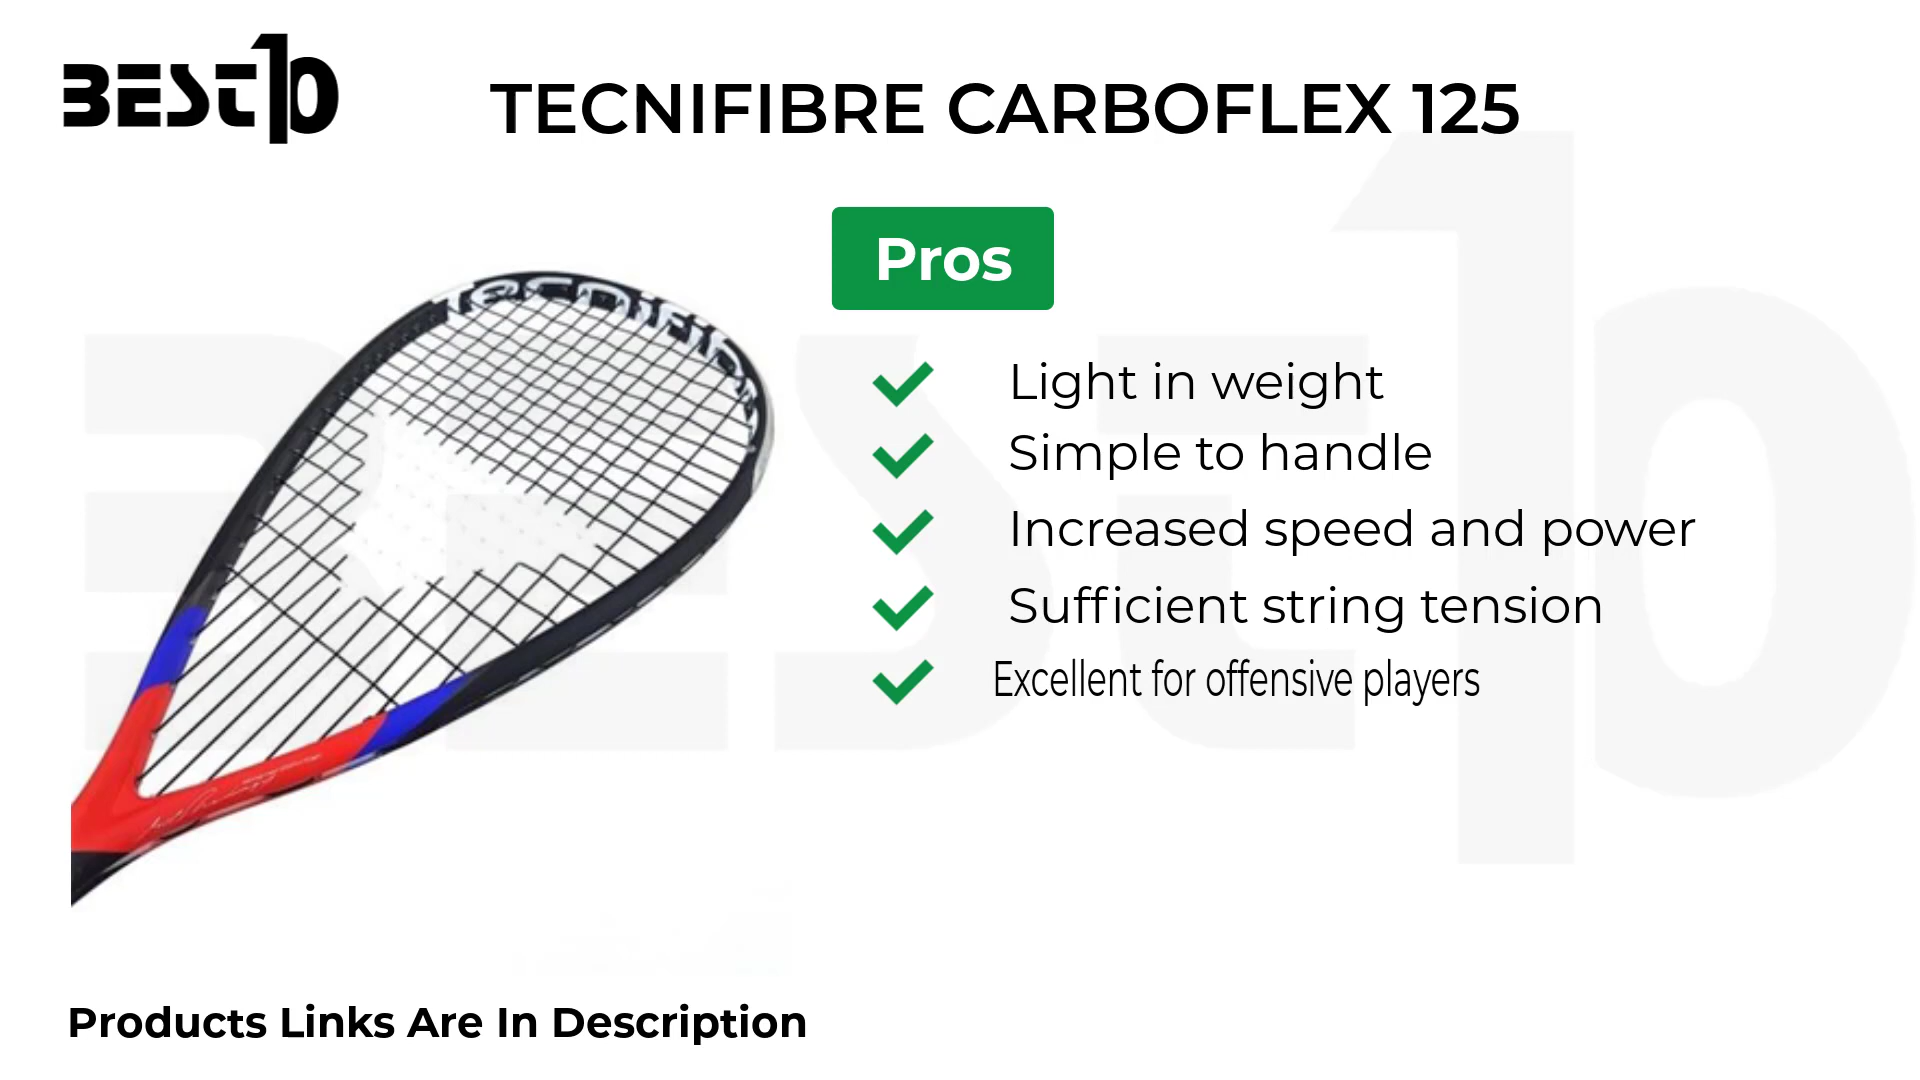 BEST10
TECNIFIBRE CARBOFLEX 125
Pros
Light in weight
Simple to handle
Increased speed and power
Sufficient string tension
Excellent for offensive players
Tecnifibre
Products Links Are In Description